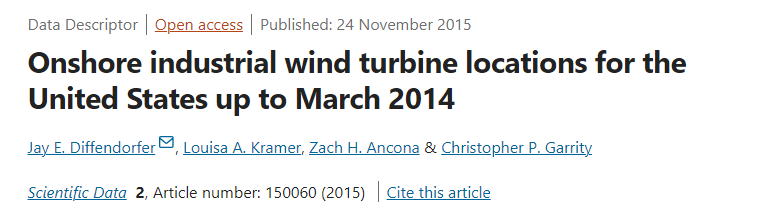 Data Descriptor | Open access | Published: 24 November 2015
Onshore industrial wind turbine locations for the
United States up to March 2014
Jay E. Diffendorfer, Louisa A. Kramer, Zach H. Ancona & Christopher P. Garrity
Scientific Data 2, Article number: 150060 (2015) | Cite this article